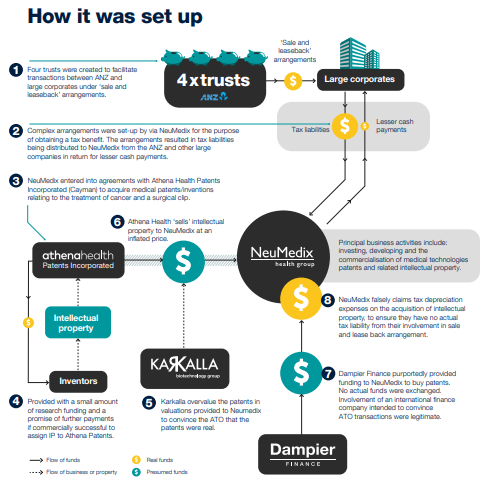 How it was set up
1 Four trusts were created to facilitate
transactions between ANZ and
large corporates under 'sale and
leaseback' arrangements.
4 x trusts
ANZ
'Sale and
leaseback'
arrangements
$
Large corporates
2 Complex arrangements were set-up by via NeuMedix for the purpose
of obtaining a tax benefit. The arrangements resulted in tax liabilities
being distributed to NeuMedix from the ANZ and other large
companies in return for lesser cash payments.
Tax liabilities
$
$
Lesser cash
payments
3 NeuMedix entered into agreements with Athena Health Patents
Incorporated (Cayman) to acquire medical patents/inventions
relating to the treatment of cancer and a surgical clip.
6 Athena Health 'sells' intellectual
property to NeuMedix at an
inflated price.
athenahealth
Patents Incorporated
$
NeuMedix
health group
Principal business activities include:
investing, developing and the
commercialisation of medical technologies
patents and related intellectual property.
$
Intellectual
property
$
8 NeuMedix falsely claims tax depreciation
expenses on the acquisition of intellectual
property, to ensure they have no actual
tax liability from their involvement in sale
and lease back arrangement.
Inventors
KARKALLA
biotechnology group
$
7 Dampier Finance purportedly provided
funding to NeuMedix to buy patents.
No actual funds were exchanged.
Involvement of an international finance
company intended to convince
ATO transactions were legitimate.
4 Provided with a small amount
of research funding and a
promise of further payments
if commercially successful to
assign IP to Athena Patents.
5 Karkalla overvalue the patents in
valuations provided to Neumedix
to convince the ATO that the
patents were real.
Dampier
FINANCE
Flow of funds
Flow of business or property
$ Real funds
$ Presumed funds